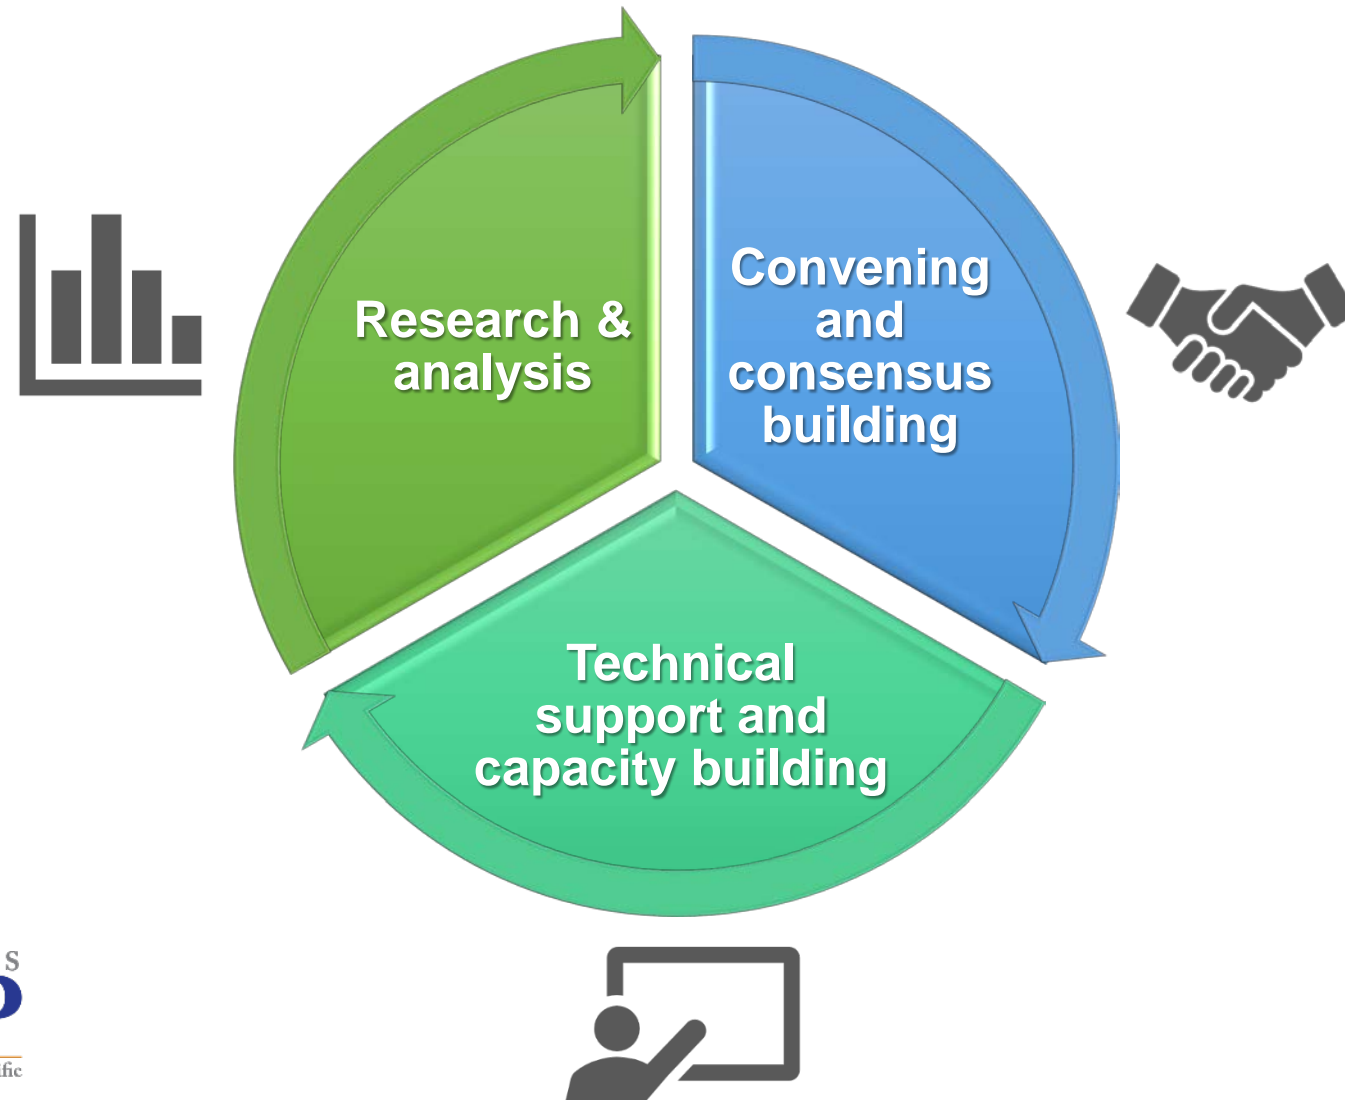 Research &
analysis
Convening
and
consensus
building
Technical
support and
capacity building
S